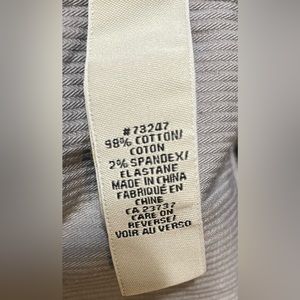 #73247
98% COTTON/
COTON
2% SPANDEX/
ELASTANE
MADE IN CHINA
FABRIQUÉ EN
CHINE
CA 23737
CARE ON
REVERSE/
VOIR AU VERSO